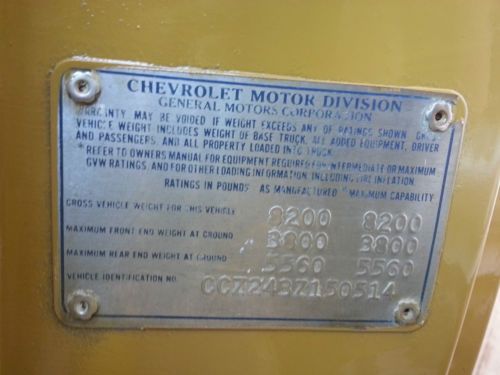 CHEVROLET MOTOR DIVISION
GENERAL MOTORS CORPORATION
WARRANTY MAY BE VOIDED IF WEIGHT EXCEEDS ANY OF RATINGS SHOWN. GROSS
VEHICLE WEIGHT INCLUDES WEIGHT OF BASE TRUCK, ALL ADDED EQUIPMENT, DRIVER
AND PASSENGERS, AND ALL PROPERTY LOADED INTO TRUCK.
*REFER TO OWNERS MANUAL FOR EQUIPMENT REQUIRED FOR INTERMEDIATE OR MAXIMUM
GVW RATINGS, AND FOR OTHER LOADING INFORMATION, INCLUDING TIRE INFLATION.
RATINGS IN POUNDS AS MANUFACTURED *MAXIMUM CAPABILITY
GROSS VEHICLE WEIGHT FOR THIS VEHICLE 8200 8200
MAXIMUM FRONT END WEIGHT AT GROUND 3800 3800
MAXIMUM REAR END WEIGHT AT GROUND 5560 5560
VEHICLE IDENTIFICATION NO. CCZ243Z150514